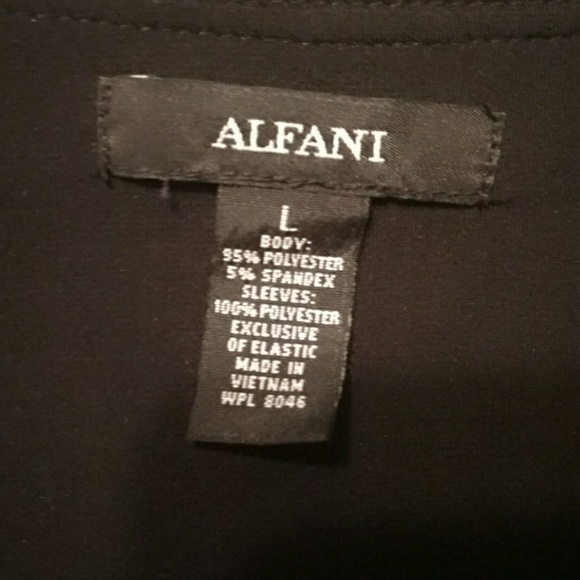 ALFANI
L
BODY:
95% POLYESTER
5% SPANDEX
SLEEVES:
100% POLYESTER
EXCLUSIVE
OF ELASTIC
MADE IN
VIETNAM
WPL 8046